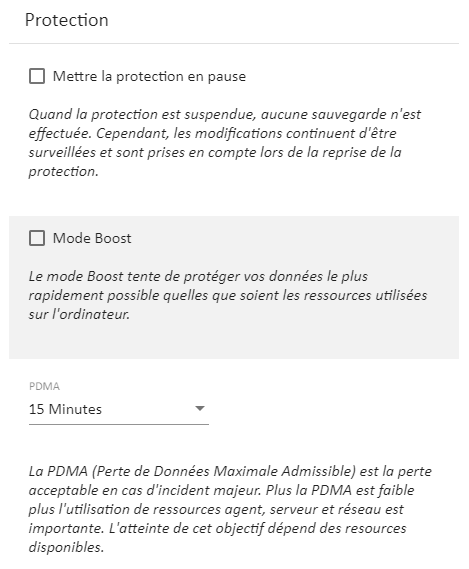 Protection
Mettre la protection en pause
Quand la protection est suspendue, aucune sauvegarde n'est
effectuée. Cependant, les modifications continuent d'être
surveillées et sont prises en compte lors de la reprise de la
protection.
Mode Boost
Le mode Boost tente de protéger vos données le plus
rapidement possible quelles que soient les ressources utilisées
sur l'ordinateur.
PDMA
15 Minutes
La PDMA (Perte de Données Maximale Admissible) est la perte
acceptable en cas d'incident majeur. Plus la PDMA est faible
plus l'utilisation de ressources agent, serveur et réseau est
importante. L'atteinte de cet objectif dépend des resources
disponibles.